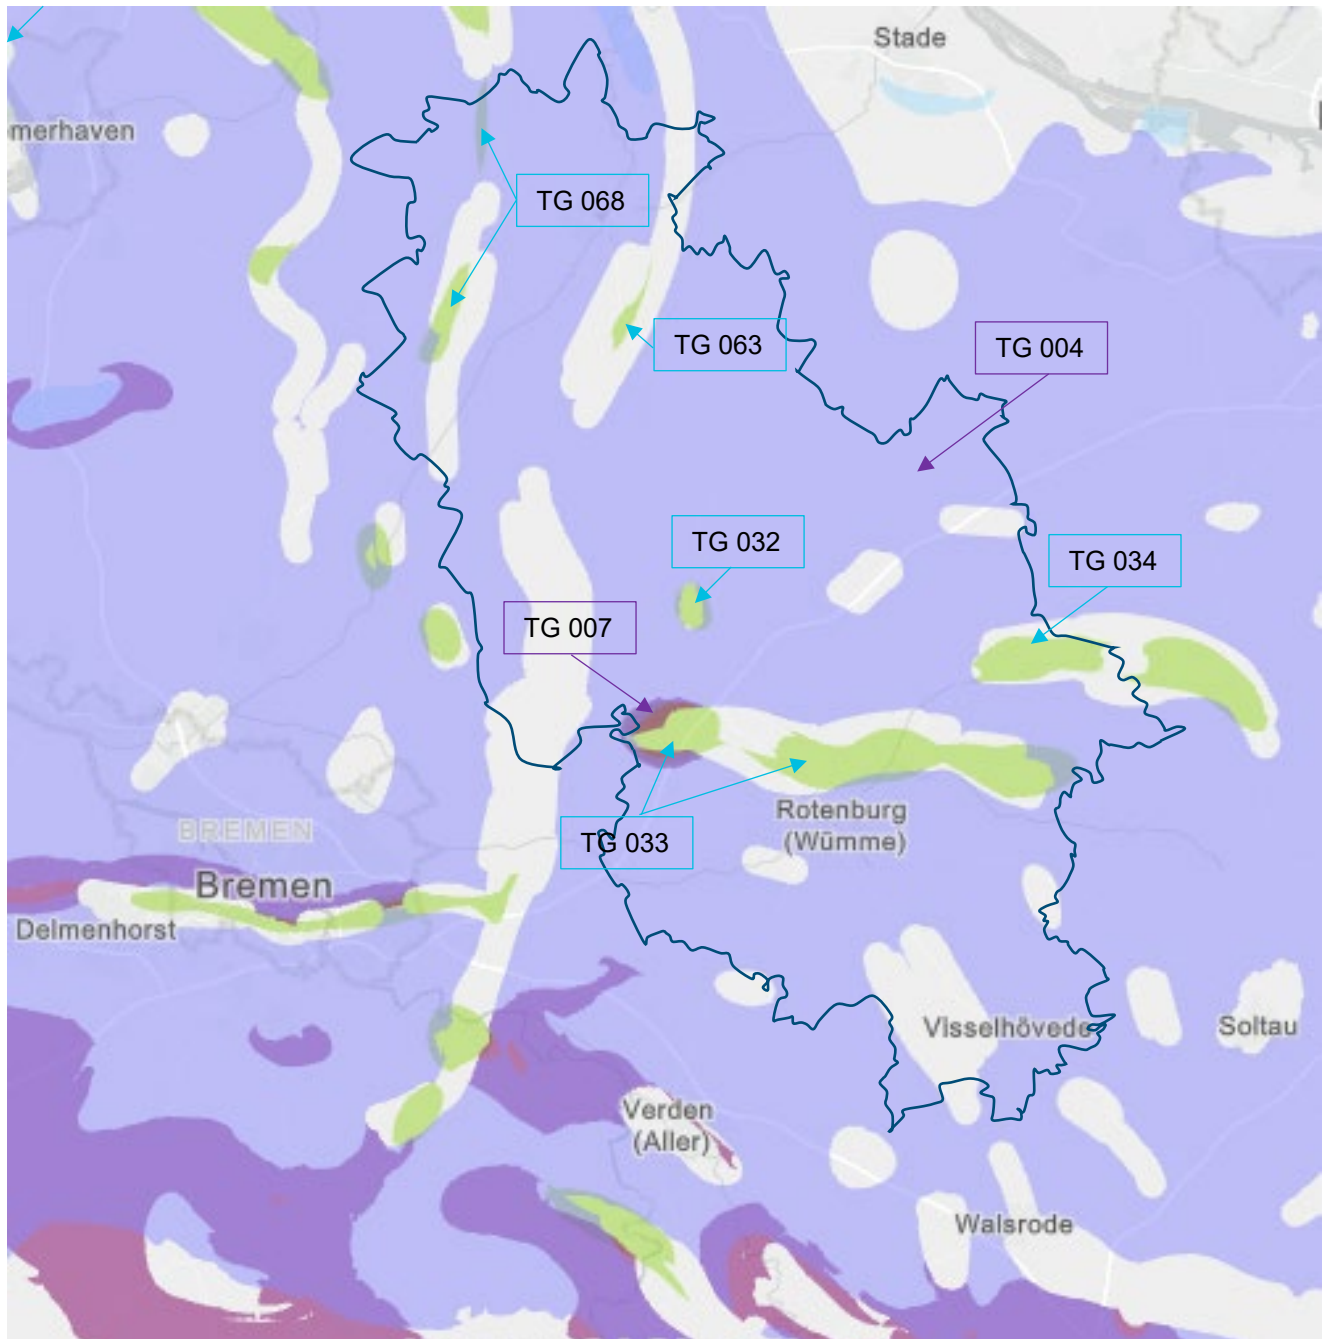 Stade
merhaven
TG 068
TG 063
TG 004
TG 032
TG 034
TG 007
Rotenburg
(Wümme)
TG 033
BREMEN
Bremen
Delmenhorst
Visselhövede
Soltau
Verden
(Aller)
Walsrode